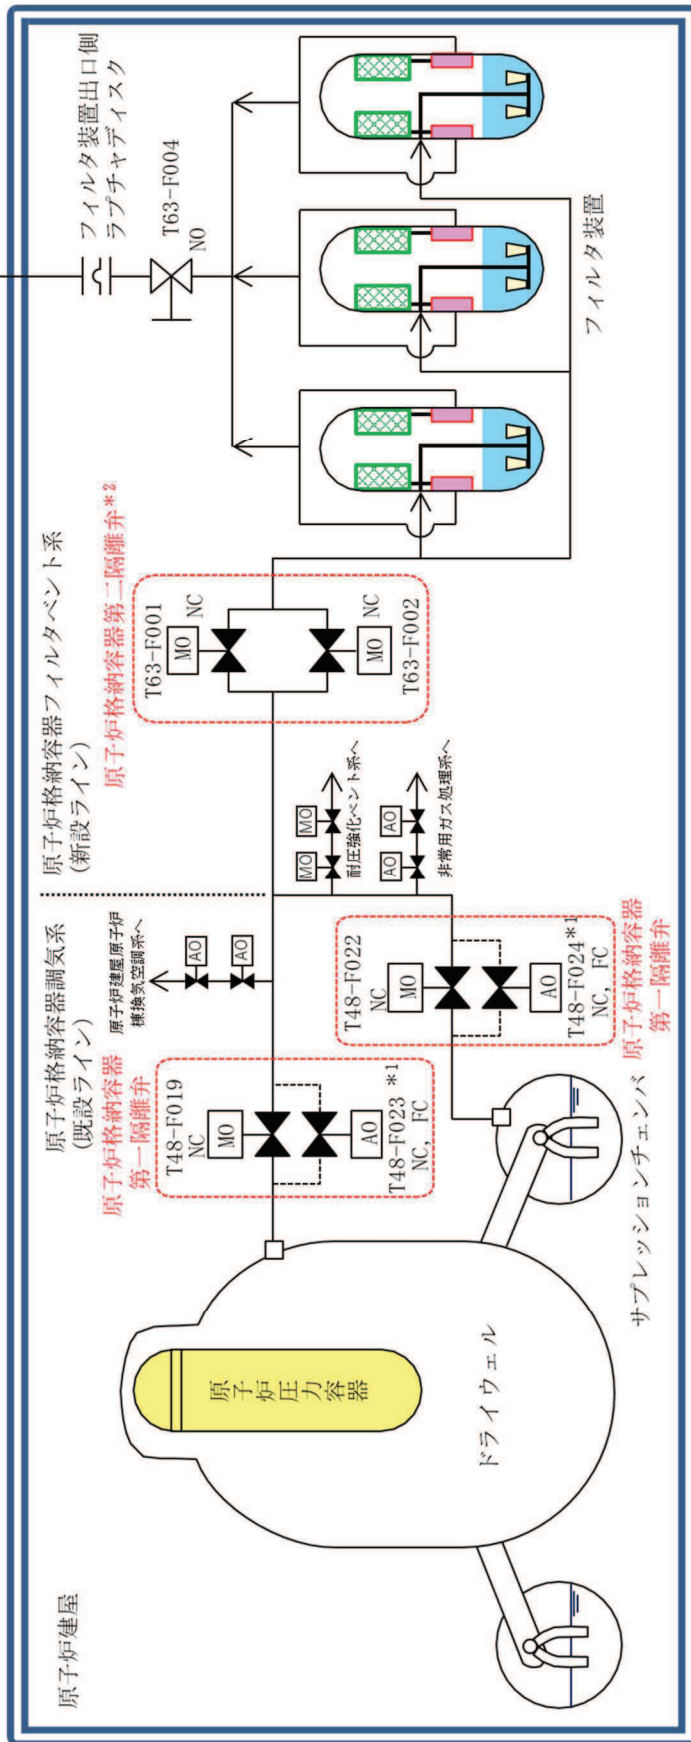 原子炉建屋
原子炉格納容器調気系
(既設ライン)
原子炉格納容器フィルタベント系
(新設ライン)
フィルタ装置出口側
ラプチャディスク
T63-F004
NO
原子炉格納容器
第一隔離弁
T48-F019
NC
MO
AO
T48-F023 *1
NC, FC
原子炉建屋原子炉
棟換気空調系へ
AO
AO
原子炉格納容器第二隔離弁*2
T63-F001
NC
MO
MO
NC
T63-F002
MO
MO
耐圧強化ベント系へ
AO
AO
非常用ガス処理系へ
T48-F022
NC
MO
AO
T48-F024*1
NC, FC
原子炉格納容器
第一隔離弁
フィルタ装置
原子炉圧力容器
ドライウェル
サプレッションチェンバ